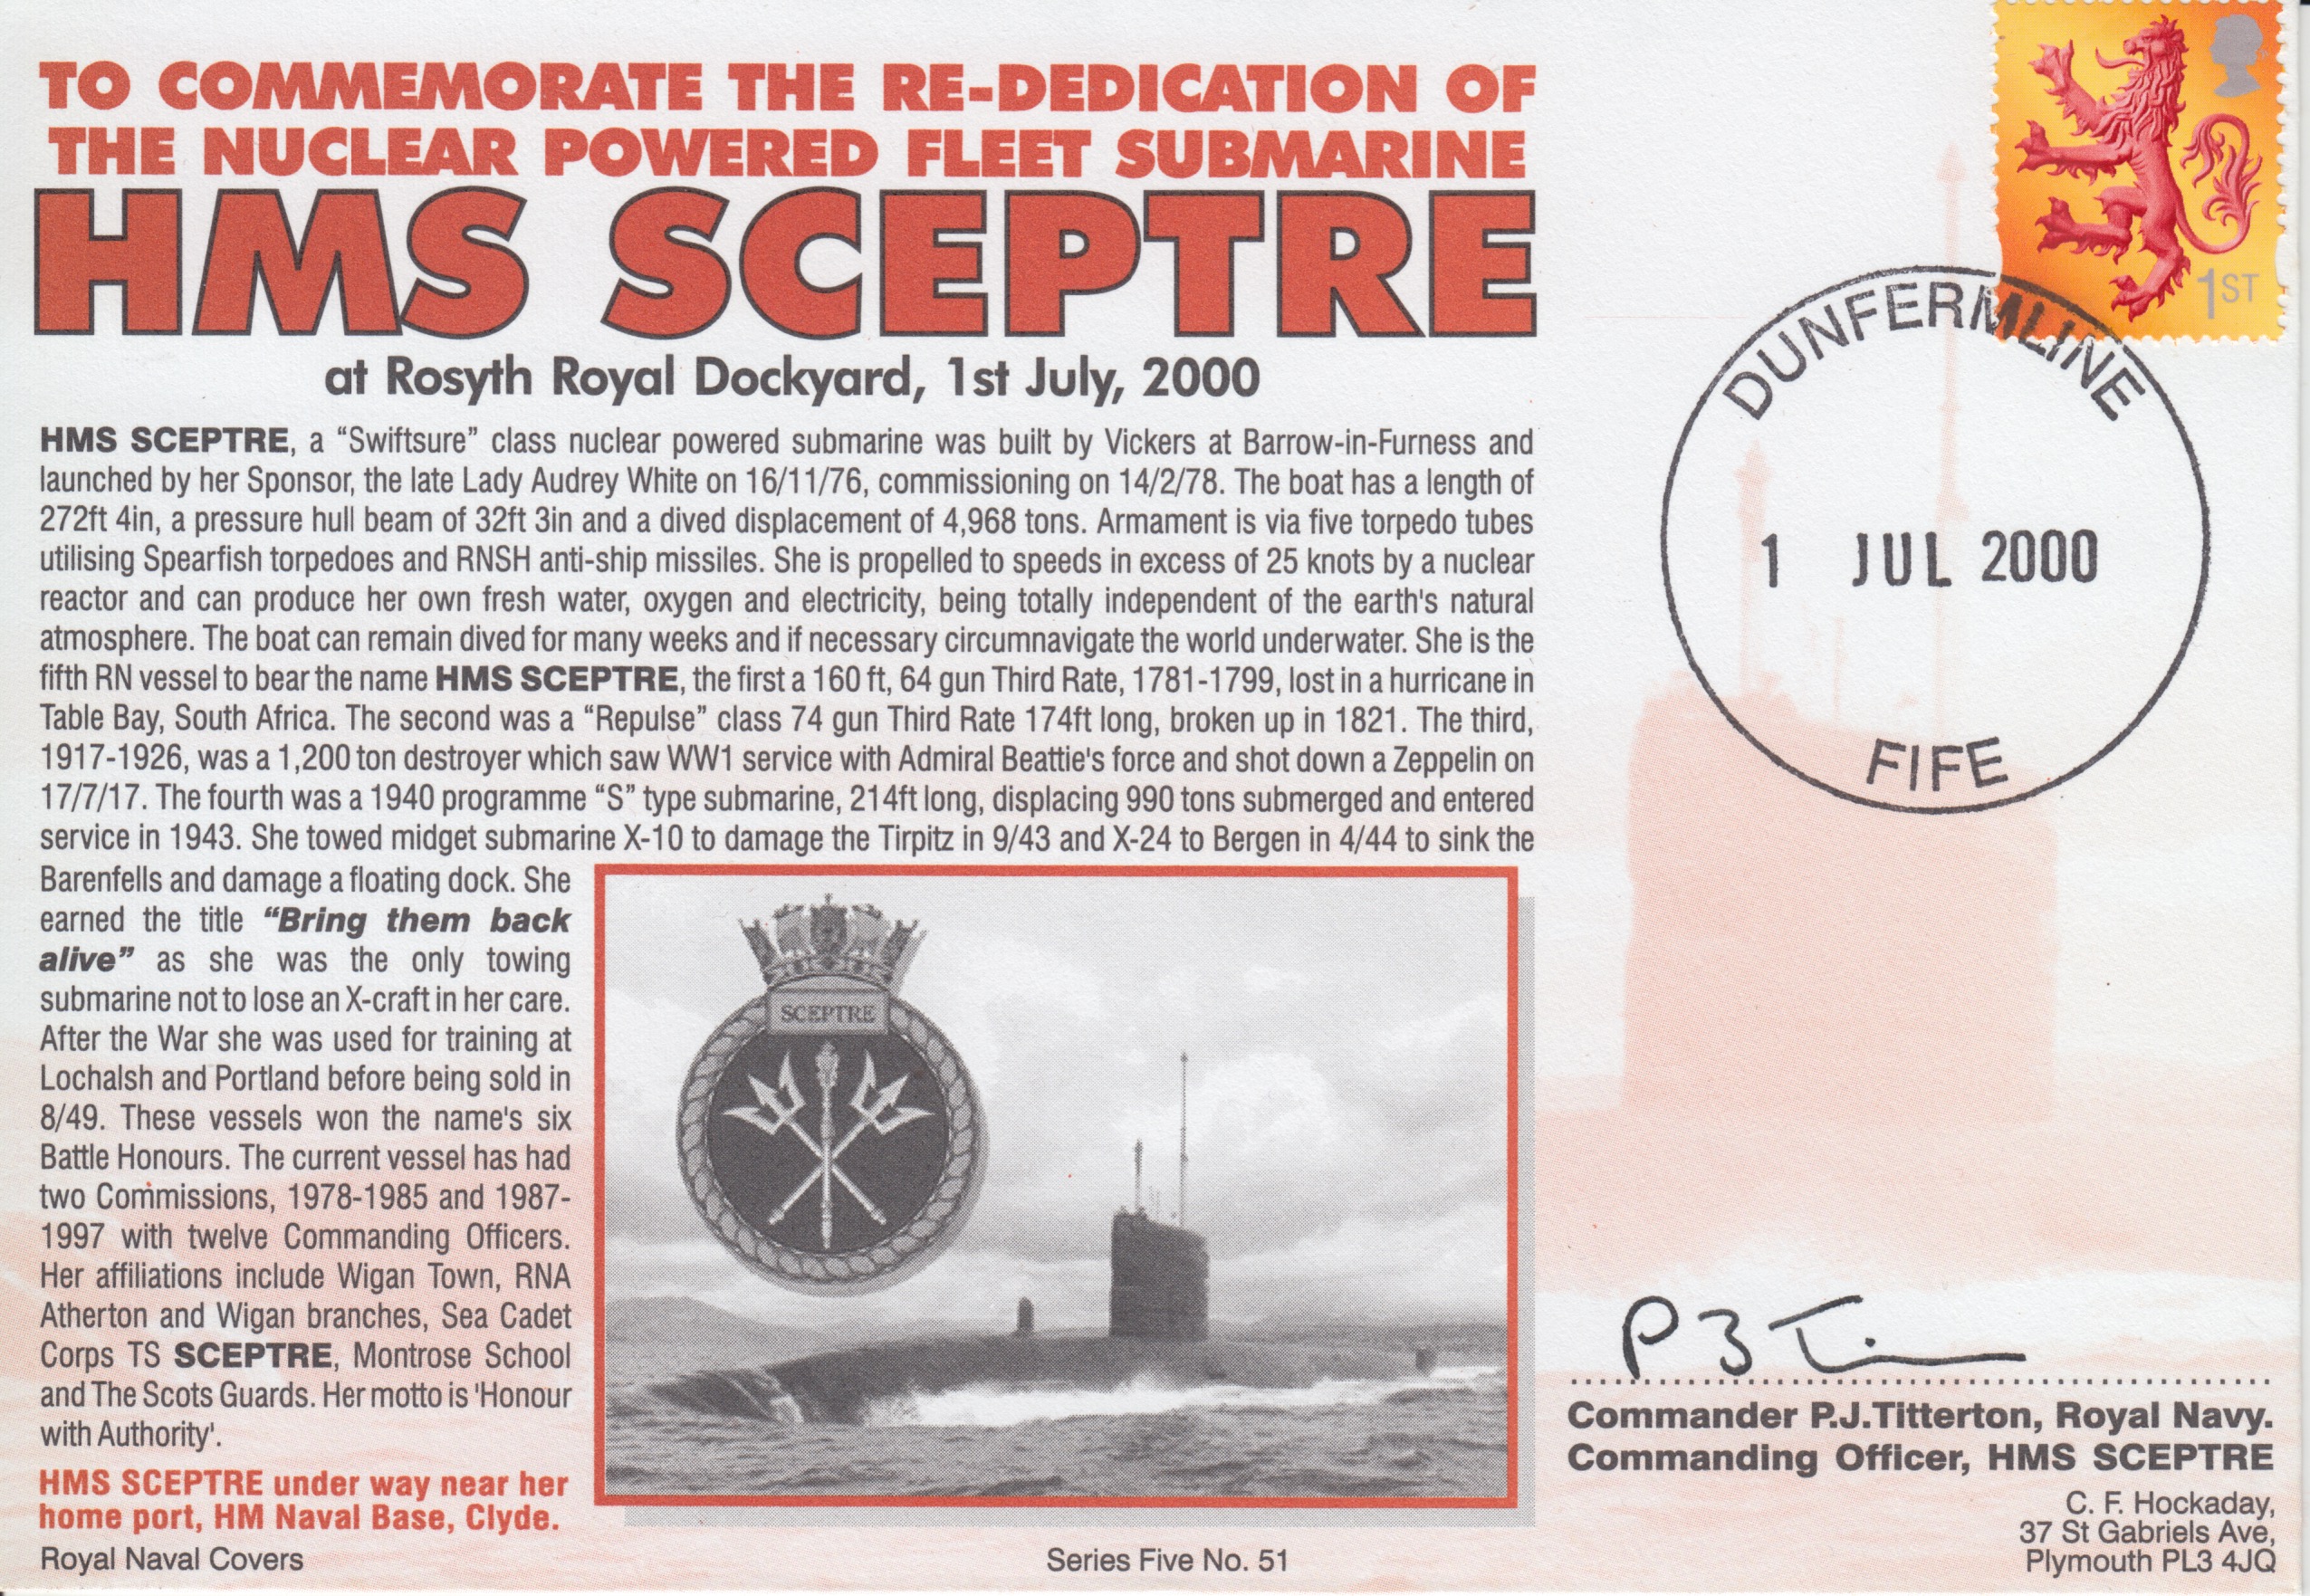 TO COMMEMORATE THE RE-DEDICATION OF
THE NUCLEAR POWERED FLEET SUBMARINE
HMS SCEPTRE
at Rosyth Royal Dockyard, 1st July, 2000
HMS SCEPTRE, a “Swiftsure” class nuclear powered submarine was built by Vickers at Barrow-in-Furness and
launched by her Sponsor, the late Lady Audrey White on 16/11/76, commissioning on 14/2/78. The boat has a length of
272ft 4in, a pressure hull beam of 32ft 3in and a dived displacement of 4,968 tons. Armament is via five torpedo tubes
utilising Spearfish torpedoes and RNSH anti-ship missiles. She is propelled to speeds in excess of 25 knots by a nuclear
reactor and can produce her own fresh water, oxygen and electricity, being totally independent of the earth's natural
atmosphere. The boat can remain dived for many weeks and if necessary circumnavigate the world underwater. She is the
fifth RN vessel to bear the name HMS SCEPTRE, the first a 160 ft, 64 gun Third Rate, 1781-1799, lost in a hurricane in
Table Bay, South Africa. The second was a “Repulse” class 74 gun Third Rate 174ft long, broken up in 1821. The third,
1917-1926, was a 1,200 ton destroyer which saw WW1 service with Admiral Beattie's force and shot down a Zeppelin on
17/7/17. The fourth was a 1940 programme “S” type submarine, 214ft long, displacing 990 tons submerged and entered
service in 1943. She towed midget submarine X-10 to damage the Tirpitz in 9/43 and X-24 to Bergen in 4/44 to sink the
Barenfells and damage a floating dock. She
earned the title “Bring them back
alive” as she was the only towing
submarine not to lose an X-craft in her care.
After the War she was used for training at
Lochalsh and Portland before being sold in
8/49. These vessels won the name's six
Battle Honours. The current vessel has had
two Commissions, 1978-1985 and 1987-
1997 with twelve Commanding Officers.
Her affiliations include Wigan Town, RNA
Atherton and Wigan branches, Sea Cadet
Corps TS SCEPTRE, Montrose School
and The Scots Guards. Her motto is 'Honour
with Authority'.
HMS SCEPTRE under way near her
home port, HM Naval Base, Clyde.
Royal Naval Covers
SCEPTRE
Series Five No. 51
1ST
DUNFERMLINE
1 JUL 2000
FIFE
Commander P.J.Titterton, Royal Navy.
Commanding Officer, HMS SCEPTRE
C. F. Hockaday,
37 St Gabriels Ave,
Plymouth PL3 4JQ